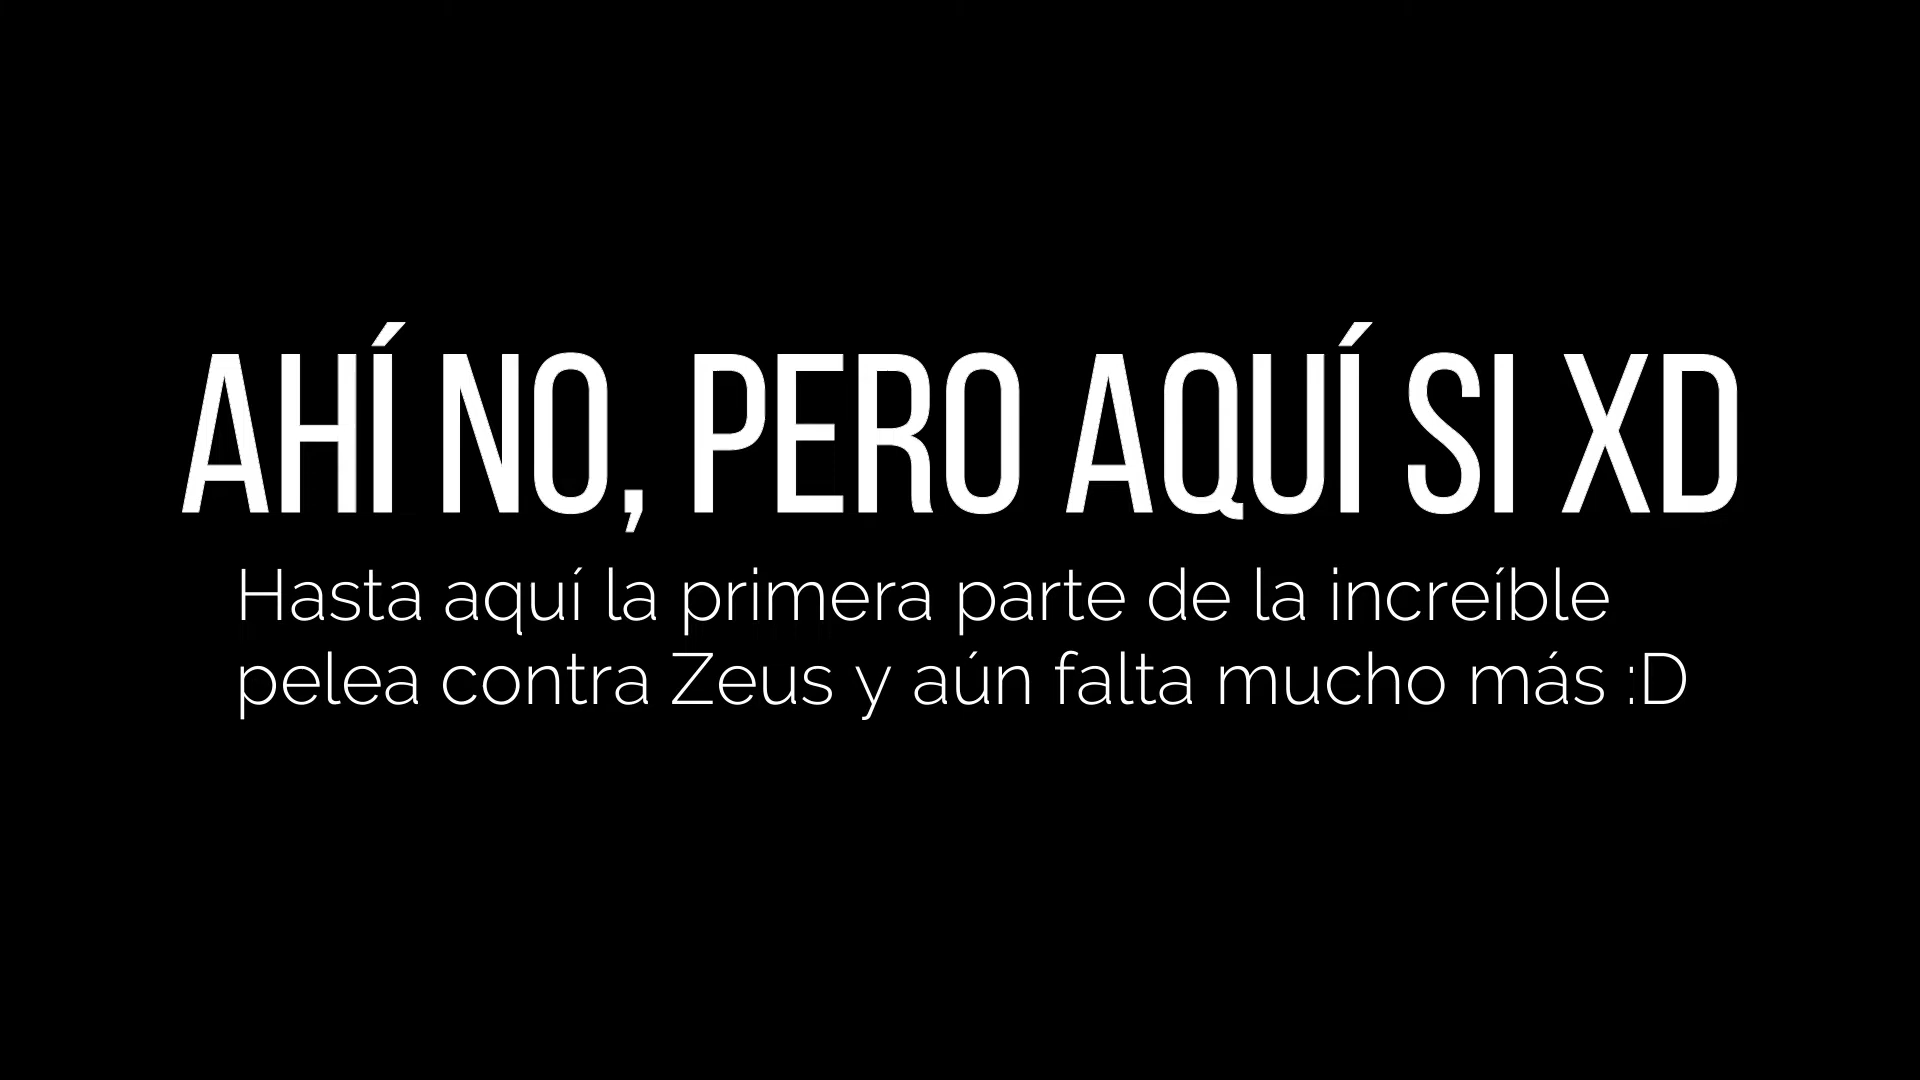 AHÍ NO, PERO AQUÍ SI XD
Hasta aquí la primera parte de la increíble
pelea contra Zeus y aún falta mucho más :D